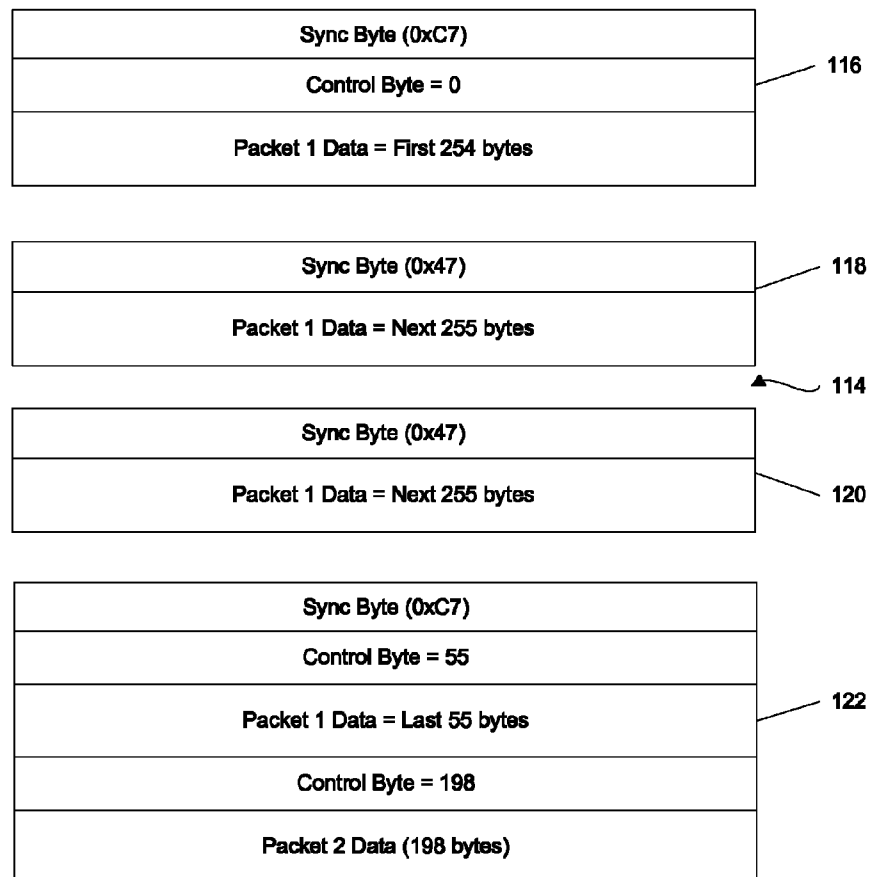 Sync Byte (0xC7)
Control Byte = 0
116
Packet 1 Data = First 254 bytes
Sync Byte (0x47)
118
Packet 1 Data = Next 255 bytes
114
Sync Byte (0x47)
Packet 1 Data = Next 255 bytes
120
Sync Byte (0xC7)
Control Byte = 55
Packet 1 Data = Last 55 bytes
122
Control Byte = 198
Packet 2 Data (198 bytes)